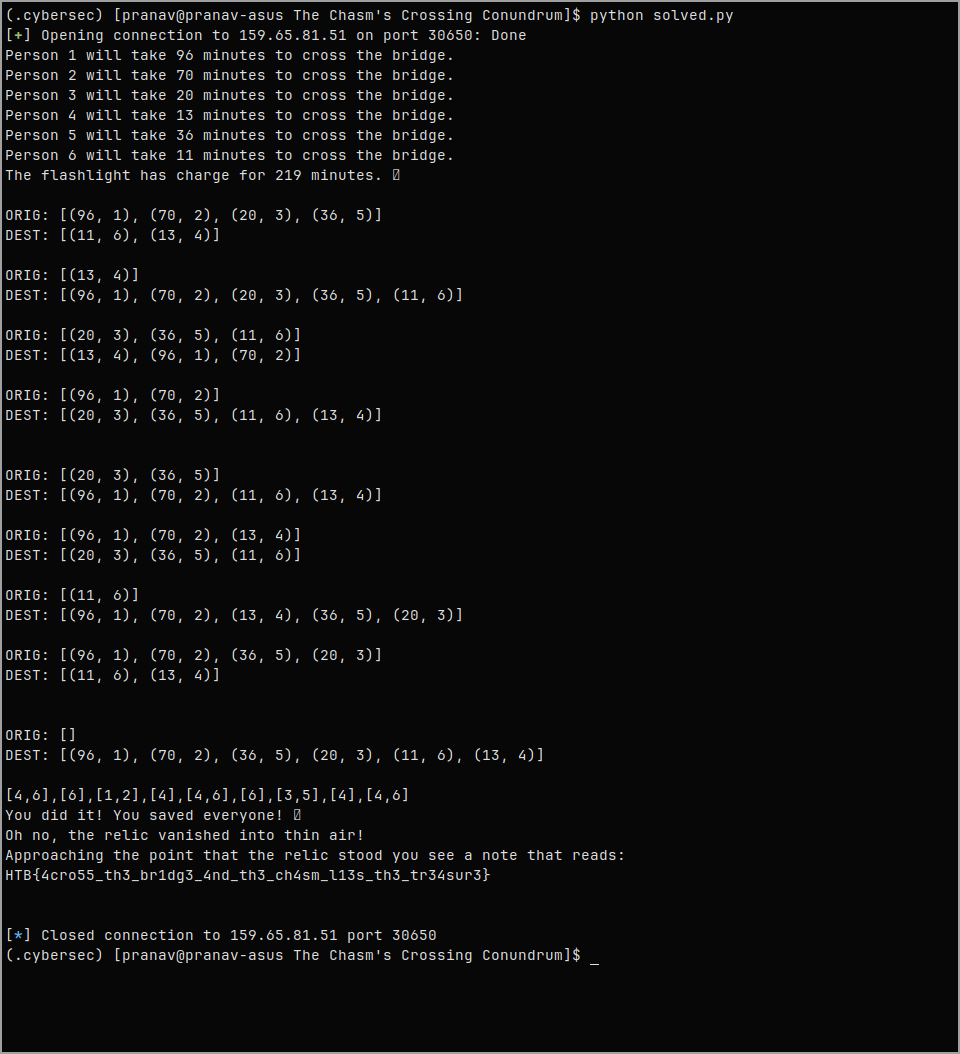 (.cybersec) [pranav@pranav-asus The Chasm's Crossing Conundrum]$ python solved.py
[+] Opening connection to 159.65.81.51 on port 30650: Done
Person 1 will take 96 minutes to cross the bridge.
Person 2 will take 70 minutes to cross the bridge.
Person 3 will take 20 minutes to cross the bridge.
Person 4 will take 13 minutes to cross the bridge.
Person 5 will take 36 minutes to cross the bridge.
Person 6 will take 11 minutes to cross the bridge.
The flashlight has charge for 219 minutes.
ORIG: [(96, 1), (70, 2), (20, 3), (36, 5)]
DEST: [(11, 6), (13, 4)]
ORIG: [(13, 4)]
DEST: [(96, 1), (70, 2), (20, 3), (36, 5), (11, 6)]
ORIG: [(20, 3), (36, 5), (11, 6)]
DEST: [(13, 4), (96, 1), (70, 2)]
ORIG: [(96, 1), (70, 2)]
DEST: [(20, 3), (36, 5), (11, 6), (13, 4)]
ORIG: [(20, 3), (36, 5)]
DEST: [(96, 1), (70, 2), (11, 6), (13, 4)]
ORIG: [(96, 1), (70, 2), (13, 4)]
DEST: [(20, 3), (36, 5), (11, 6)]
ORIG: [(11, 6)]
DEST: [(96, 1), (70, 2), (13, 4), (36, 5), (20, 3)]
ORIG: [(96, 1), (70, 2), (36, 5), (20, 3)]
DEST: [(11, 6), (13, 4)]
ORIG: []
DEST: [(96, 1), (70, 2), (36, 5), (20, 3), (11, 6), (13, 4)]
[4,6],[6],[1,2],[4],[4,6],[6],[3,5],[4],[4,6]
You did it! You saved everyone!
Oh no, the relic vanished into thin air!
Approaching the point that the relic stood you see a note that reads:
HTB{4cro55_th3_br1dg3_4nd_th3_ch4sm_l13s_th3_tr34sur3}
[*] Closed connection to 159.65.81.51 port 30650
(.cybersec) [pranav@pranav-asus The Chasm's Crossing Conundrum]$ _